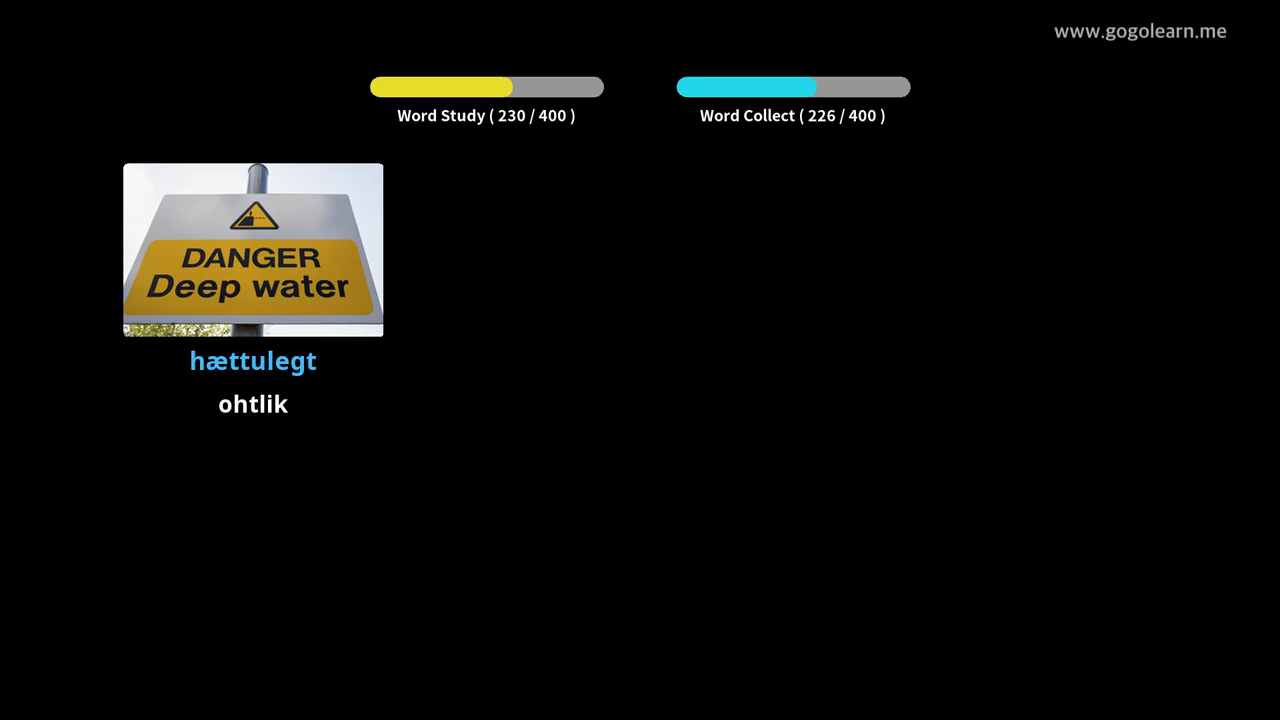 www.gogolearn.me
Word Study ( 230 / 400 )
Word Collect ( 226 / 400 )
DANGER
Deep water
hættulegt
ohtlik